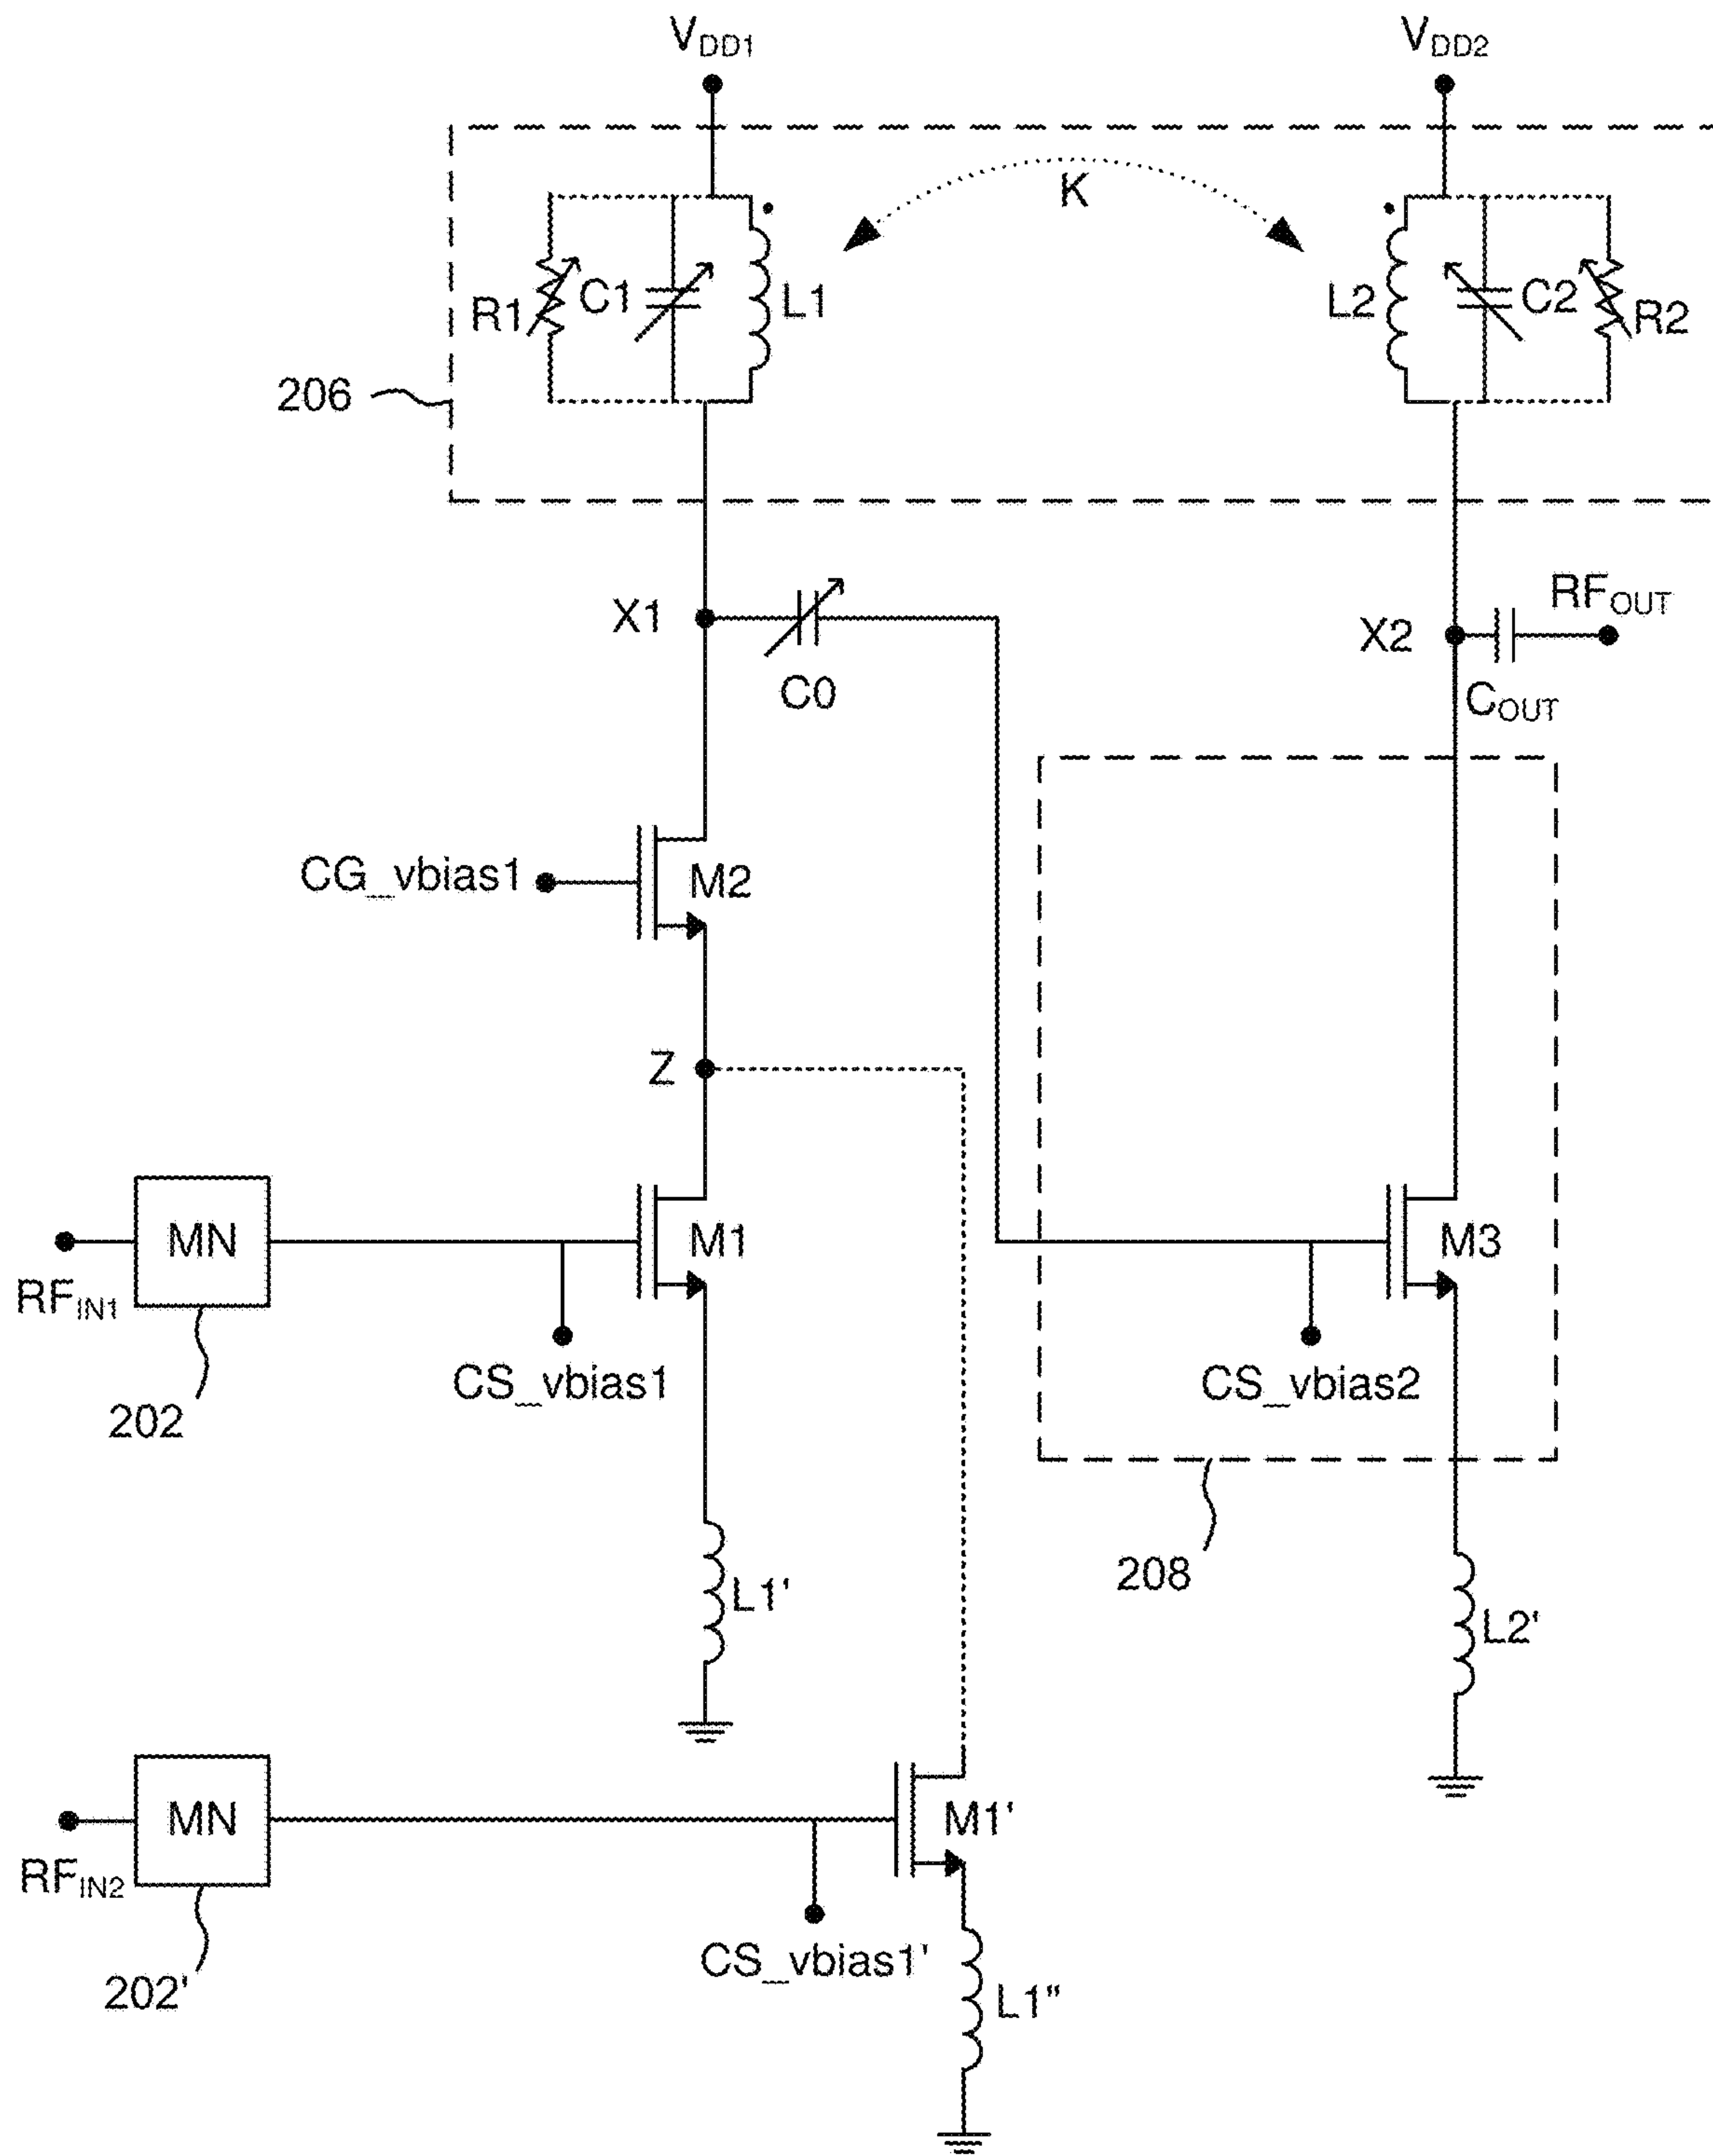 VDD1
VDD2
K
R1
C1
L1
L2
C2
R2
206
X1
C0
X2
RFOUT
COUT
CG_vbias1
M2
Z
MN
M1
M3
RFIN1
CS_vbias1
CS_vbias2
202
208
L1'
L2'
MN
M1'
RFIN2
CS_vbias1'
202'
L1"